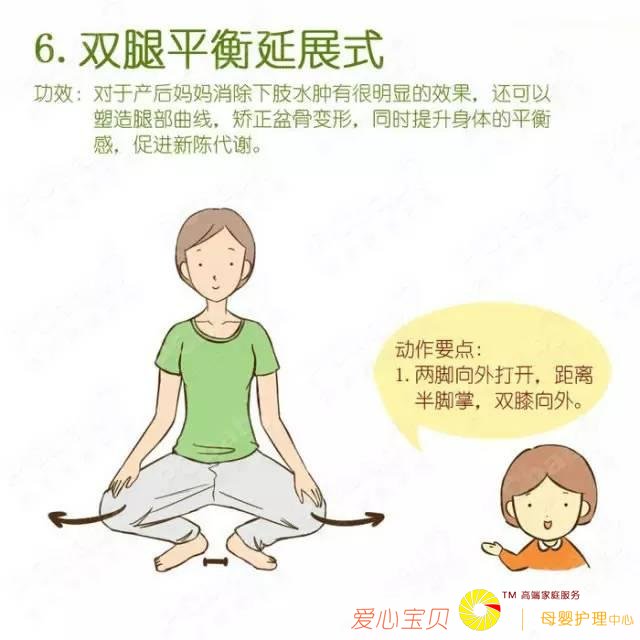 6. 双腿平衡延展式
功效：对于产后妈妈消除下肢水肿有很明显的效果，还可以
塑造腿部曲线，矫正盆骨变形，同时提升身体的平衡
感，促进新陈代谢。
动作要点：
1. 两脚向外打开，距离
半脚掌，双膝向外。
TM 高端家庭服务
爱心宝贝 | 母婴护理中心